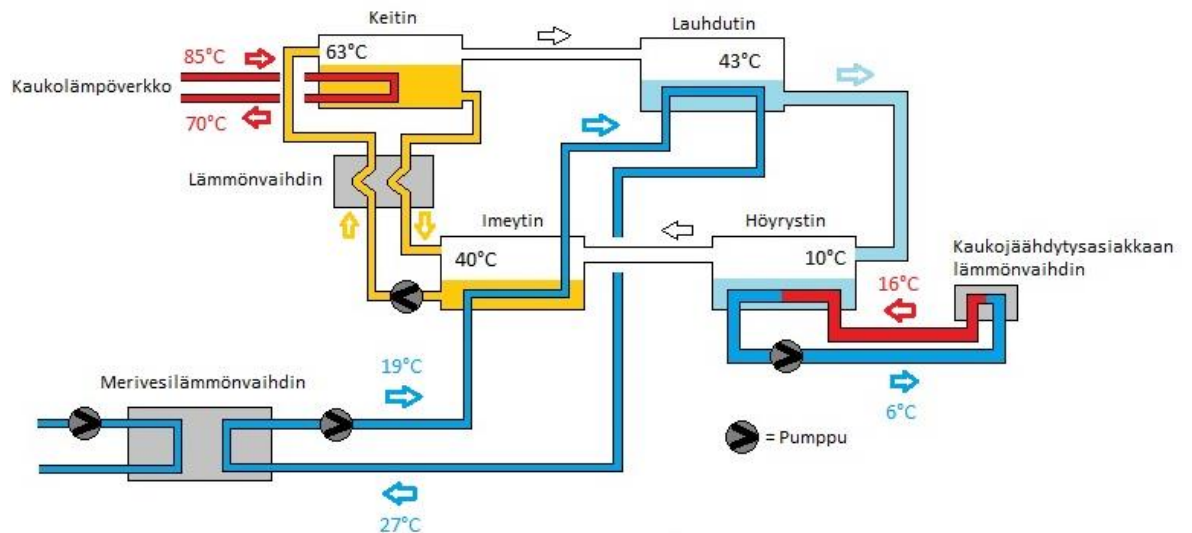 Keitin
Lauhdutin
85°C
63°C
43°C
Kaukolämpöverkko
70°C
Lämmönvaihdin
Imeytin
Höyrystin
40°C
10°C
Kaukojäähdytysasiakkaan
lämmönvaihdin
16°C
19°C
Merivesilämmönvaihdin
6°C
= Pumppu
27°C